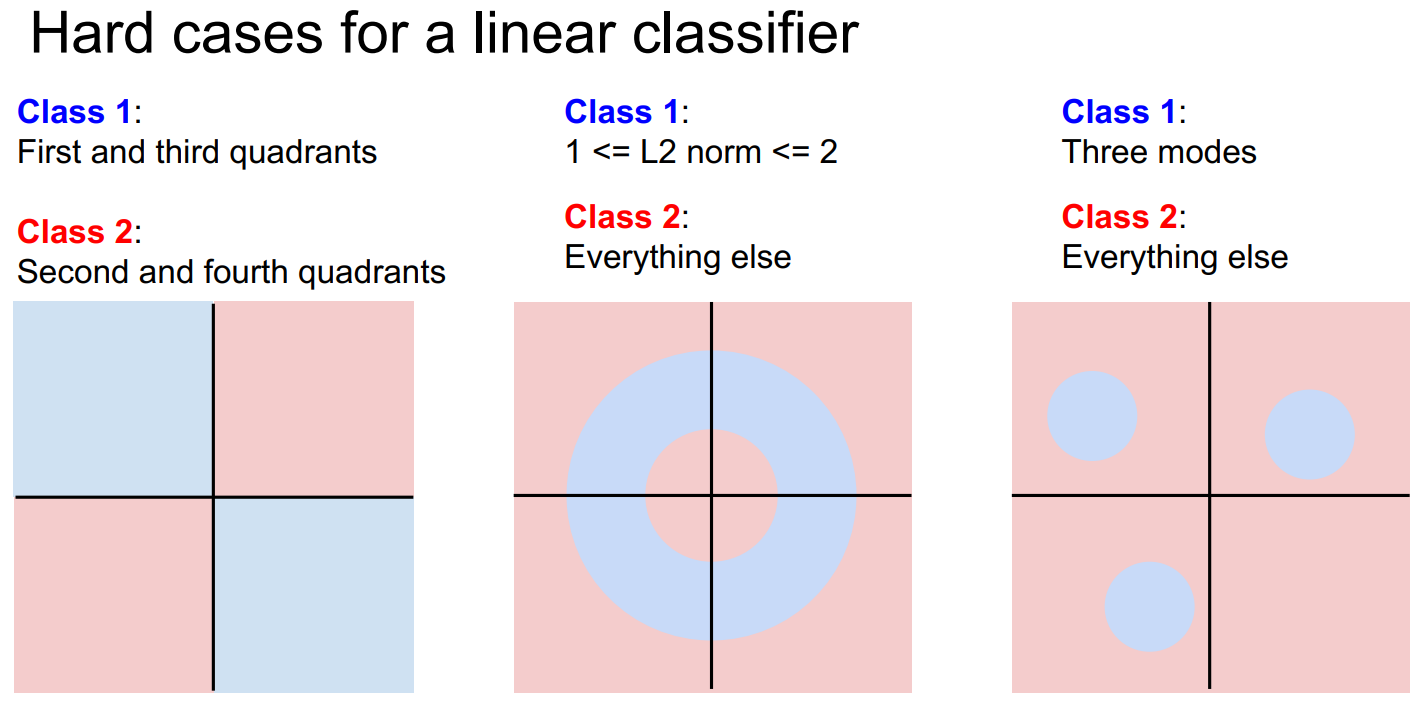 Hard cases for a linear classifier
Class 1:
First and third quadrants
Class 2:
Second and fourth quadrants
Class 1:
1 <= L2 norm <= 2
Class 2:
Everything else
Class 1:
Three modes
Class 2:
Everything else